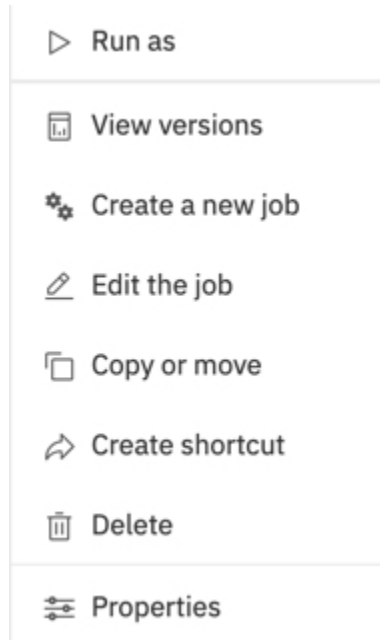 Run as
View versions
Create a new job
Edit the job
Copy or move
Create shortcut
Delete
Properties